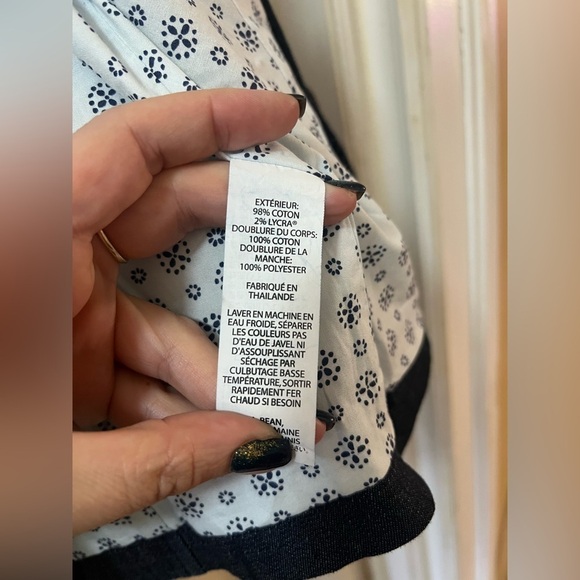 EXTÉRIEUR:
98% COTON
2% LYCRA®
DOUBLURE DU CORPS:
100% COTON
DOUBLURE DE LA
MANCHE:
100% POLYESTER
FABRIQUÉ EN
THAILANDE
LAVER EN MACHINE EN
EAU FROIDE, SÉPARER
LES COULEURS PAS
D'EAU DE JAVEL NI
D'ASSOUPLISSANT
SÉCHAGE PAR
CULBUTAGE BASSE
TEMPÉRATURE, SORTIR
RAPIDEMENT FER
CHAUD SI BESOIN
BEAN,